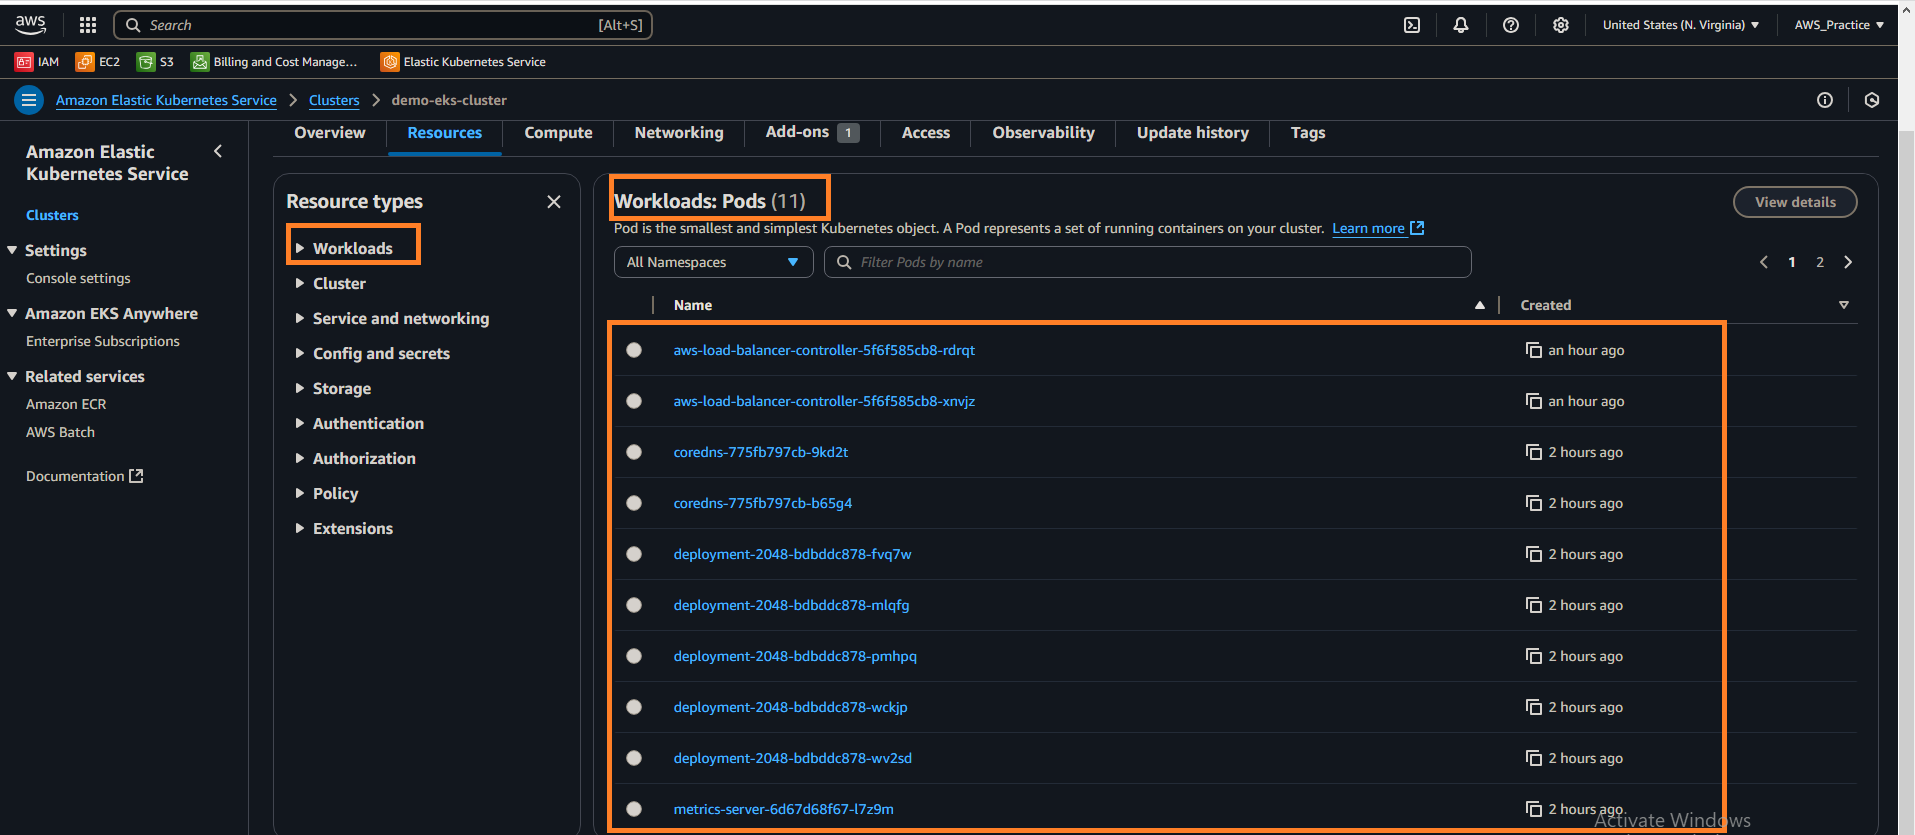 aws Search [Alt+S] United States (N. Virginia) AWS_Practice
IAM EC2 S3 Billing and Cost Manage... Elastic Kubernetes Service
Amazon Elastic Kubernetes Service Clusters demo-eks-cluster
Overview Resources Compute Networking Add-ons 1 Access Observability Update history Tags
Amazon Elastic
Kubernetes Service
Clusters
Settings
Console settings
Amazon EKS Anywhere
Enterprise Subscriptions
Related services
Amazon ECR
AWS Batch
Documentation
Resource types
Workloads
Cluster
Service and networking
Config and secrets
Storage
Authentication
Authorization
Policy
Extensions
Workloads: Pods (11) View details
Pod is the smallest and simplest Kubernetes object. A Pod represents a set of running containers on your cluster. Learn more
All Namespaces Filter Pods by name 1 2
Name Created
aws-load-balancer-controller-5f6f585cb8-rdrqt an hour ago
aws-load-balancer-controller-5f6f585cb8-xnvjz an hour ago
coredns-775fb797cb-9kd2t 2 hours ago
coredns-775fb797cb-b65g4 2 hours ago
deployment-2048-bdbddc878-fvq7w 2 hours ago
deployment-2048-bdbddc878-mlqfg 2 hours ago
deployment-2048-bdbddc878-pmhpq 2 hours ago
deployment-2048-bdbddc878-wckjp 2 hours ago
deployment-2048-bdbddc878-wv2sd 2 hours ago
metrics-server-6d67d68f67-l7z9m 2 hours ago
Activate Windows